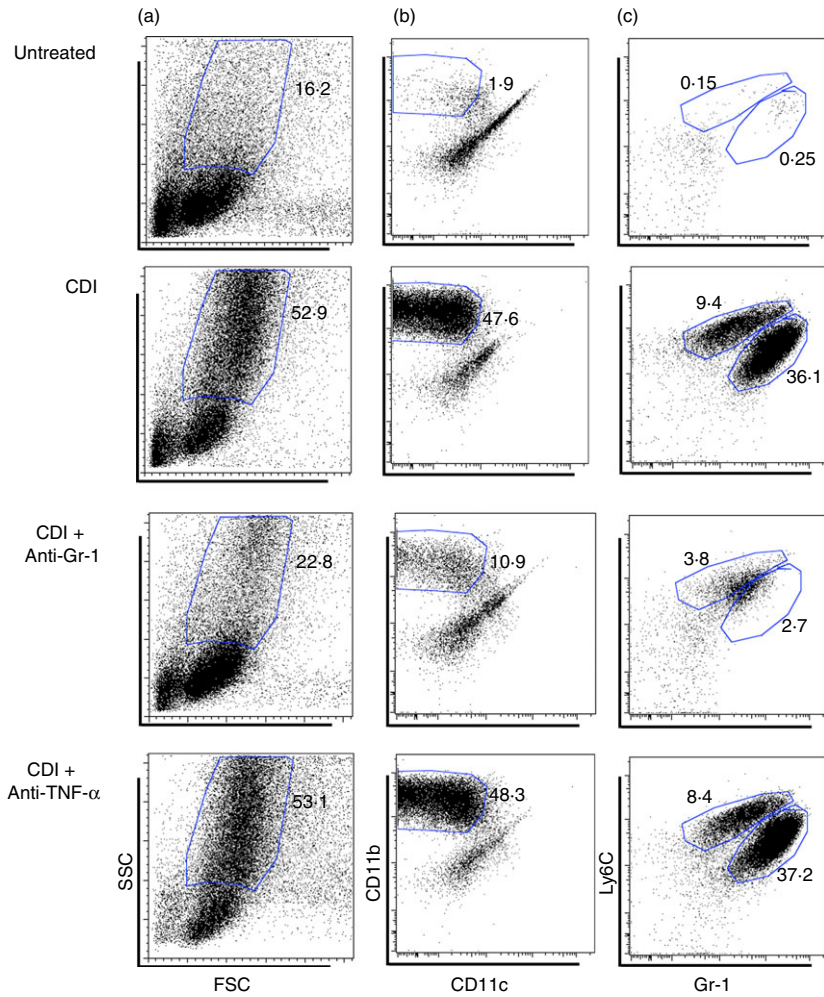 (a) (b) (c)
Untreated
16·2
1·9
0·15
0·25
CDI
52·9
47·6
9·4
36·1
CDI +
Anti-Gr-1
22·8
10·9
3·8
2·7
CDI +
Anti-TNF-α
53·1
48·3
8·4
37·2
SSC
CD11b
Ly6C
FSC
CD11c
Gr-1